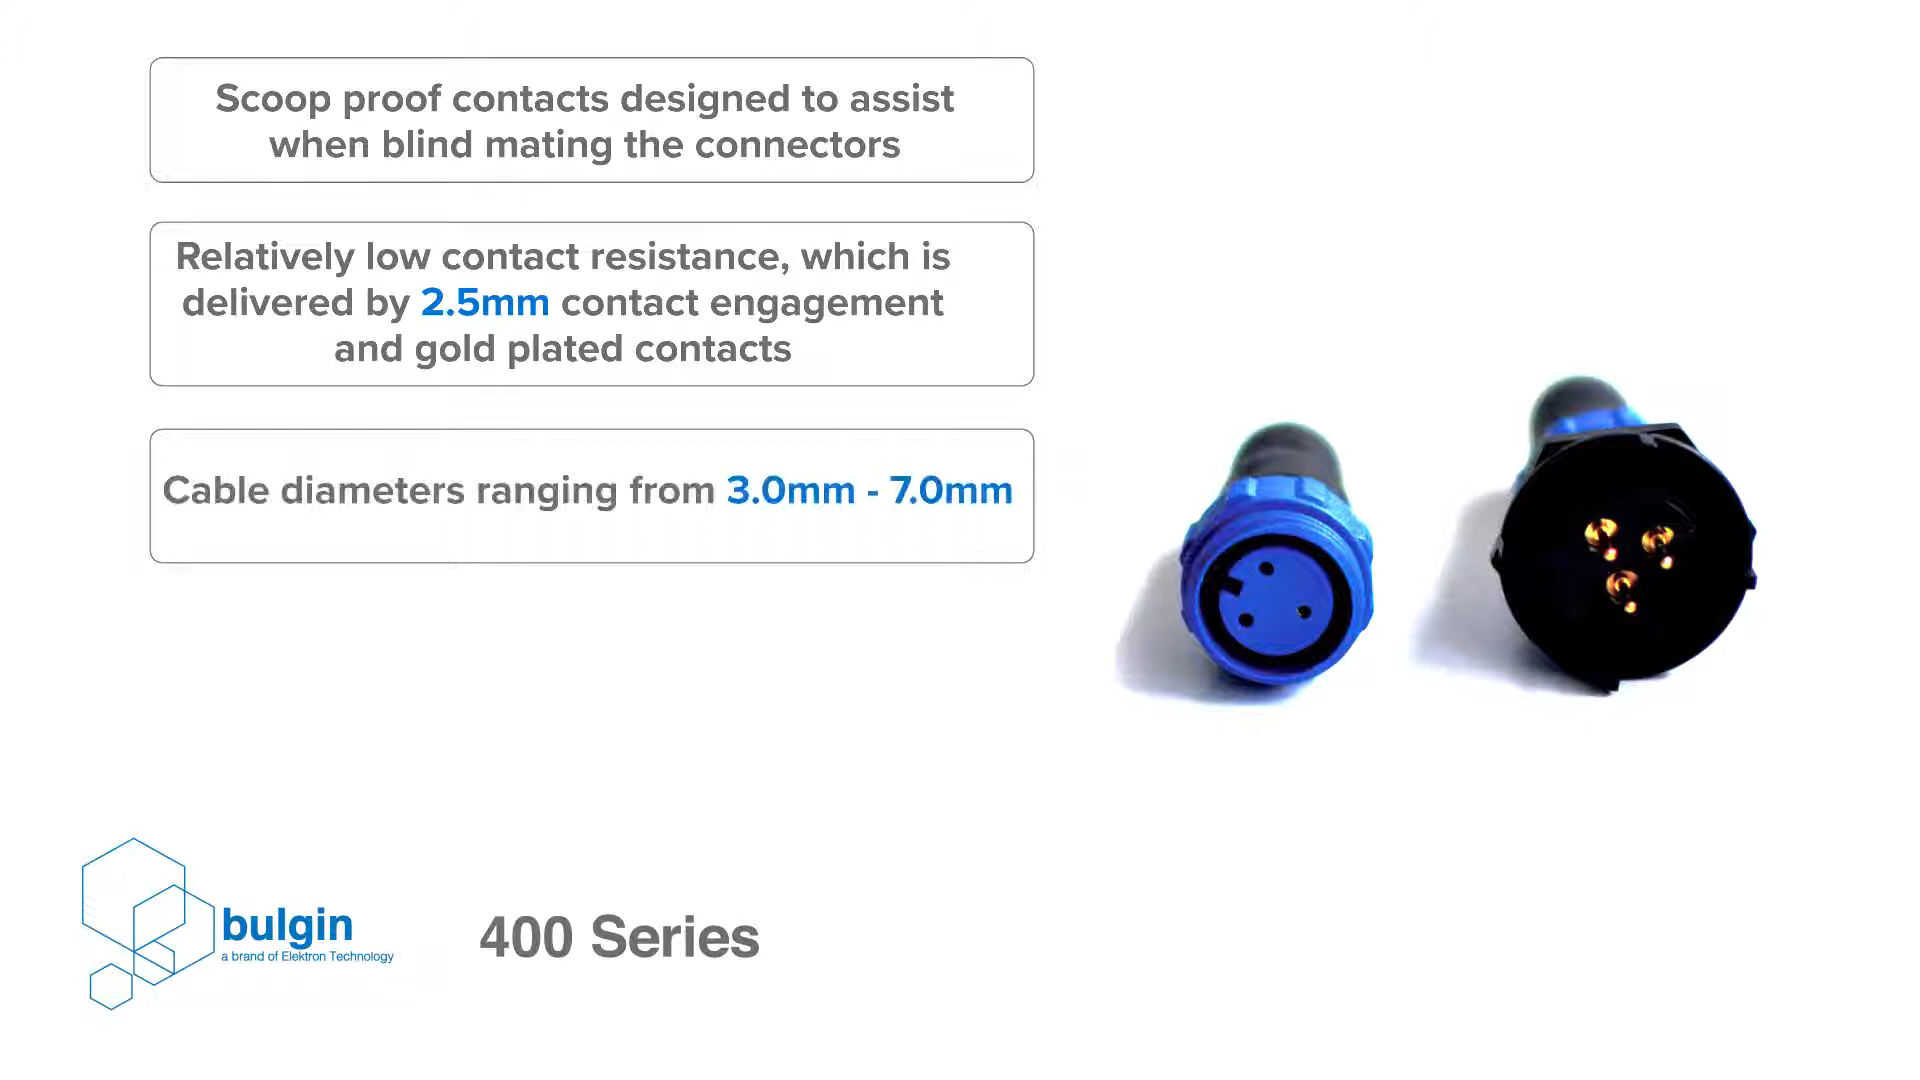 Scoop proof contacts designed to assist
when blind mating the connectors
Relatively low contact resistance, which is
delivered by 2.5mm contact engagement
and gold plated contacts
Cable diameters ranging from 3.0mm - 7.0mm
bulgin
a brand of Elektron Technology
400 Series